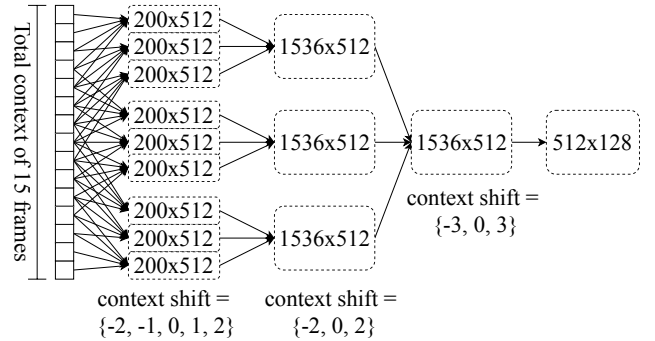 Total context of 15 frames
200x512
200x512
200x512
200x512
200x512
200x512
200x512
200x512
200x512
context shift =
{-2, -1, 0, 1, 2}
1536x512
1536x512
1536x512
context shift =
{-2, 0, 2}
1536x512
context shift =
{-3, 0, 3}
512x128